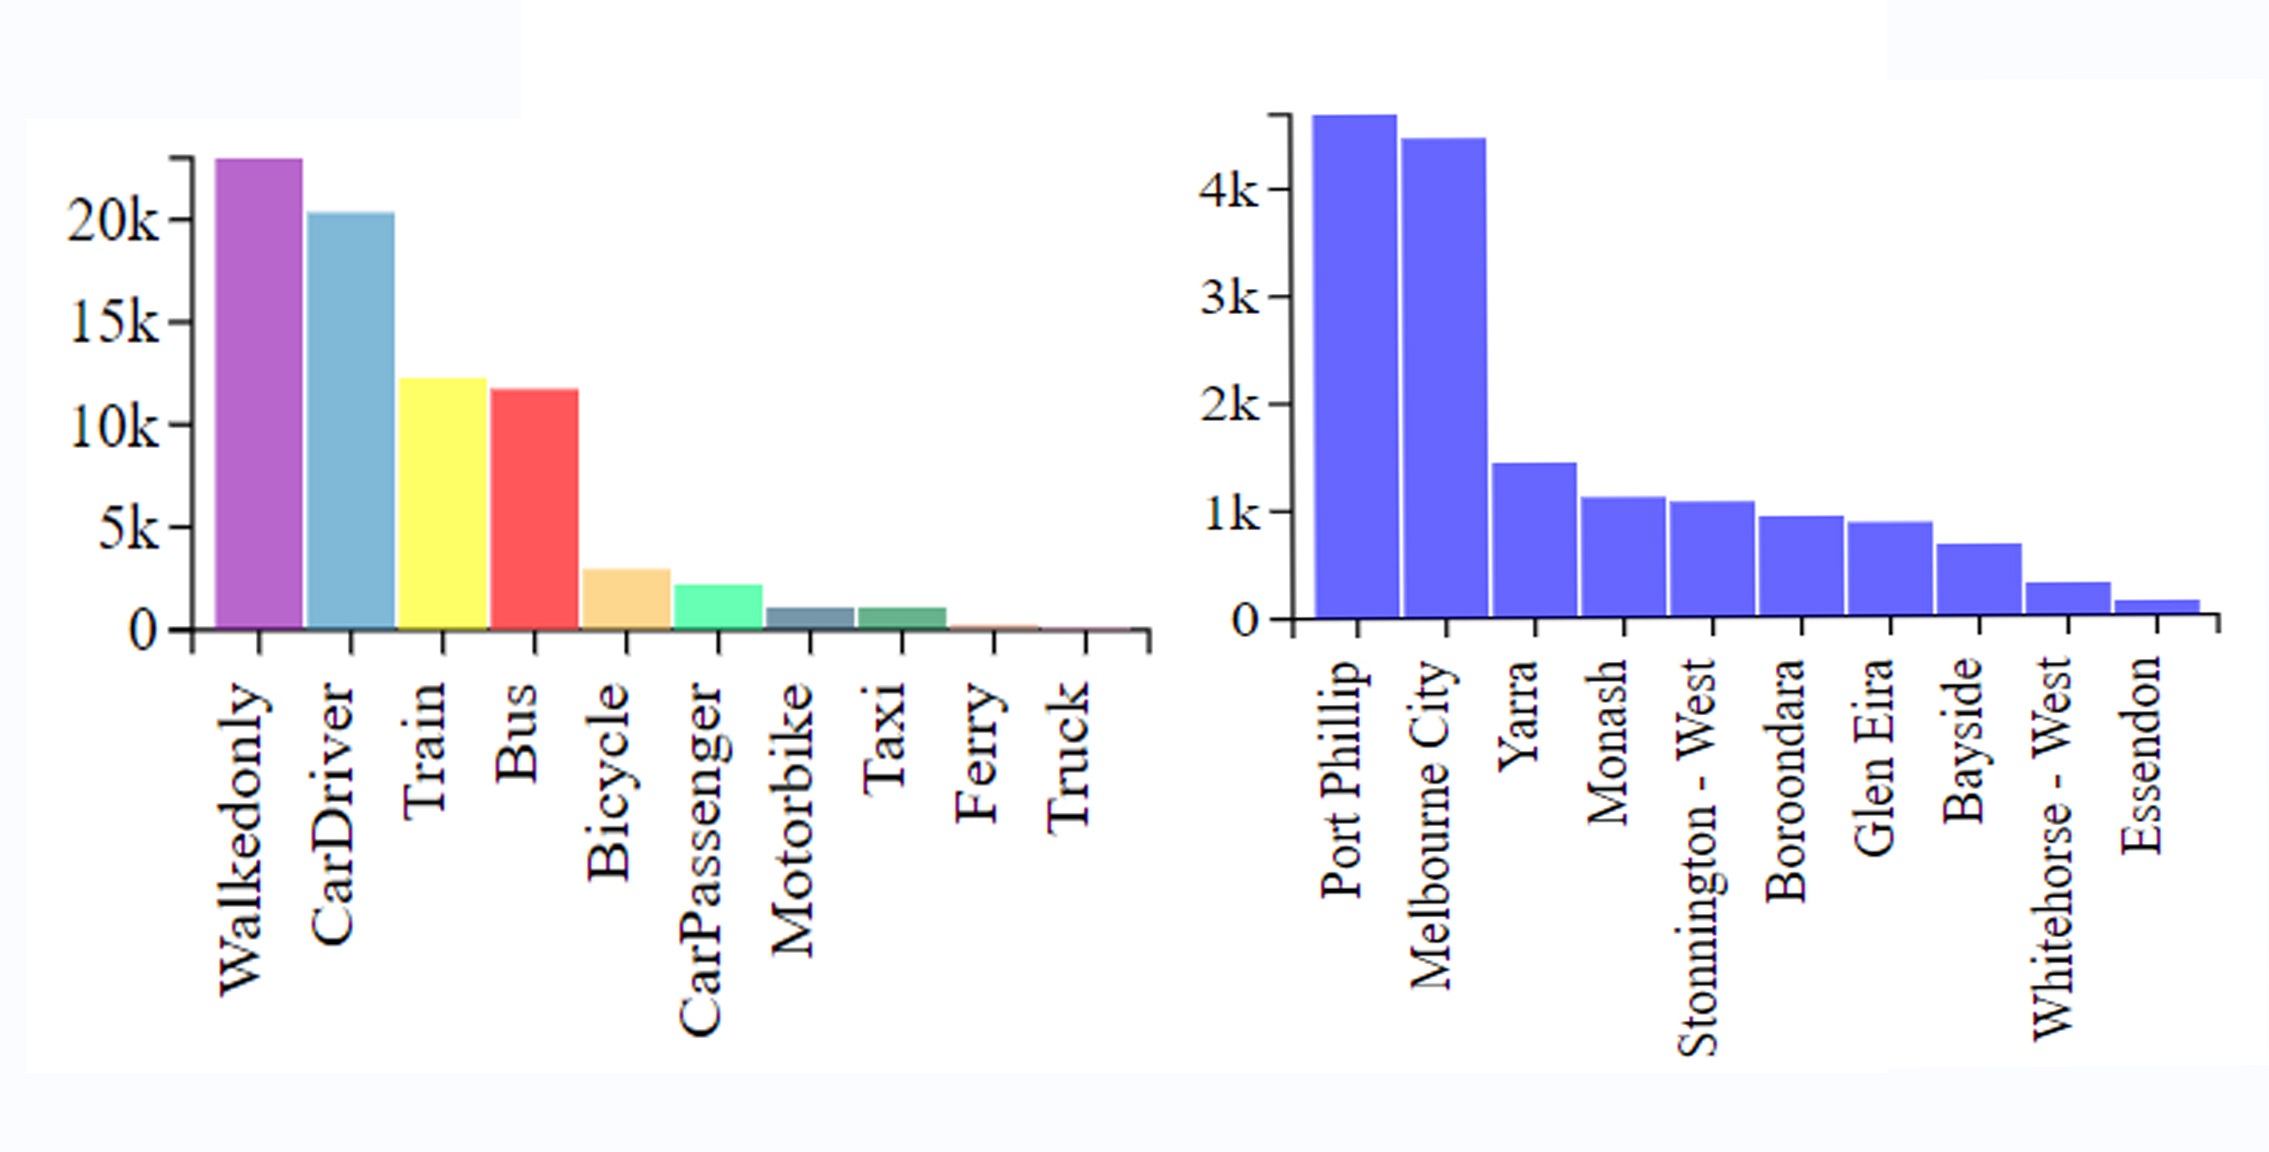 20k
15k
10k
5k
0
Walkedonly
CarDriver
Train
Bus
Bicycle
CarPassenger
Motorbike
Taxi
Ferry
Truck
4k
3k
2k
1k
0
Port Phillip
Melbourne City
Yarra
Monash
Stonnington - West
Boroondara
Glen Eira
Bayside
Whitehorse - West
Essendon